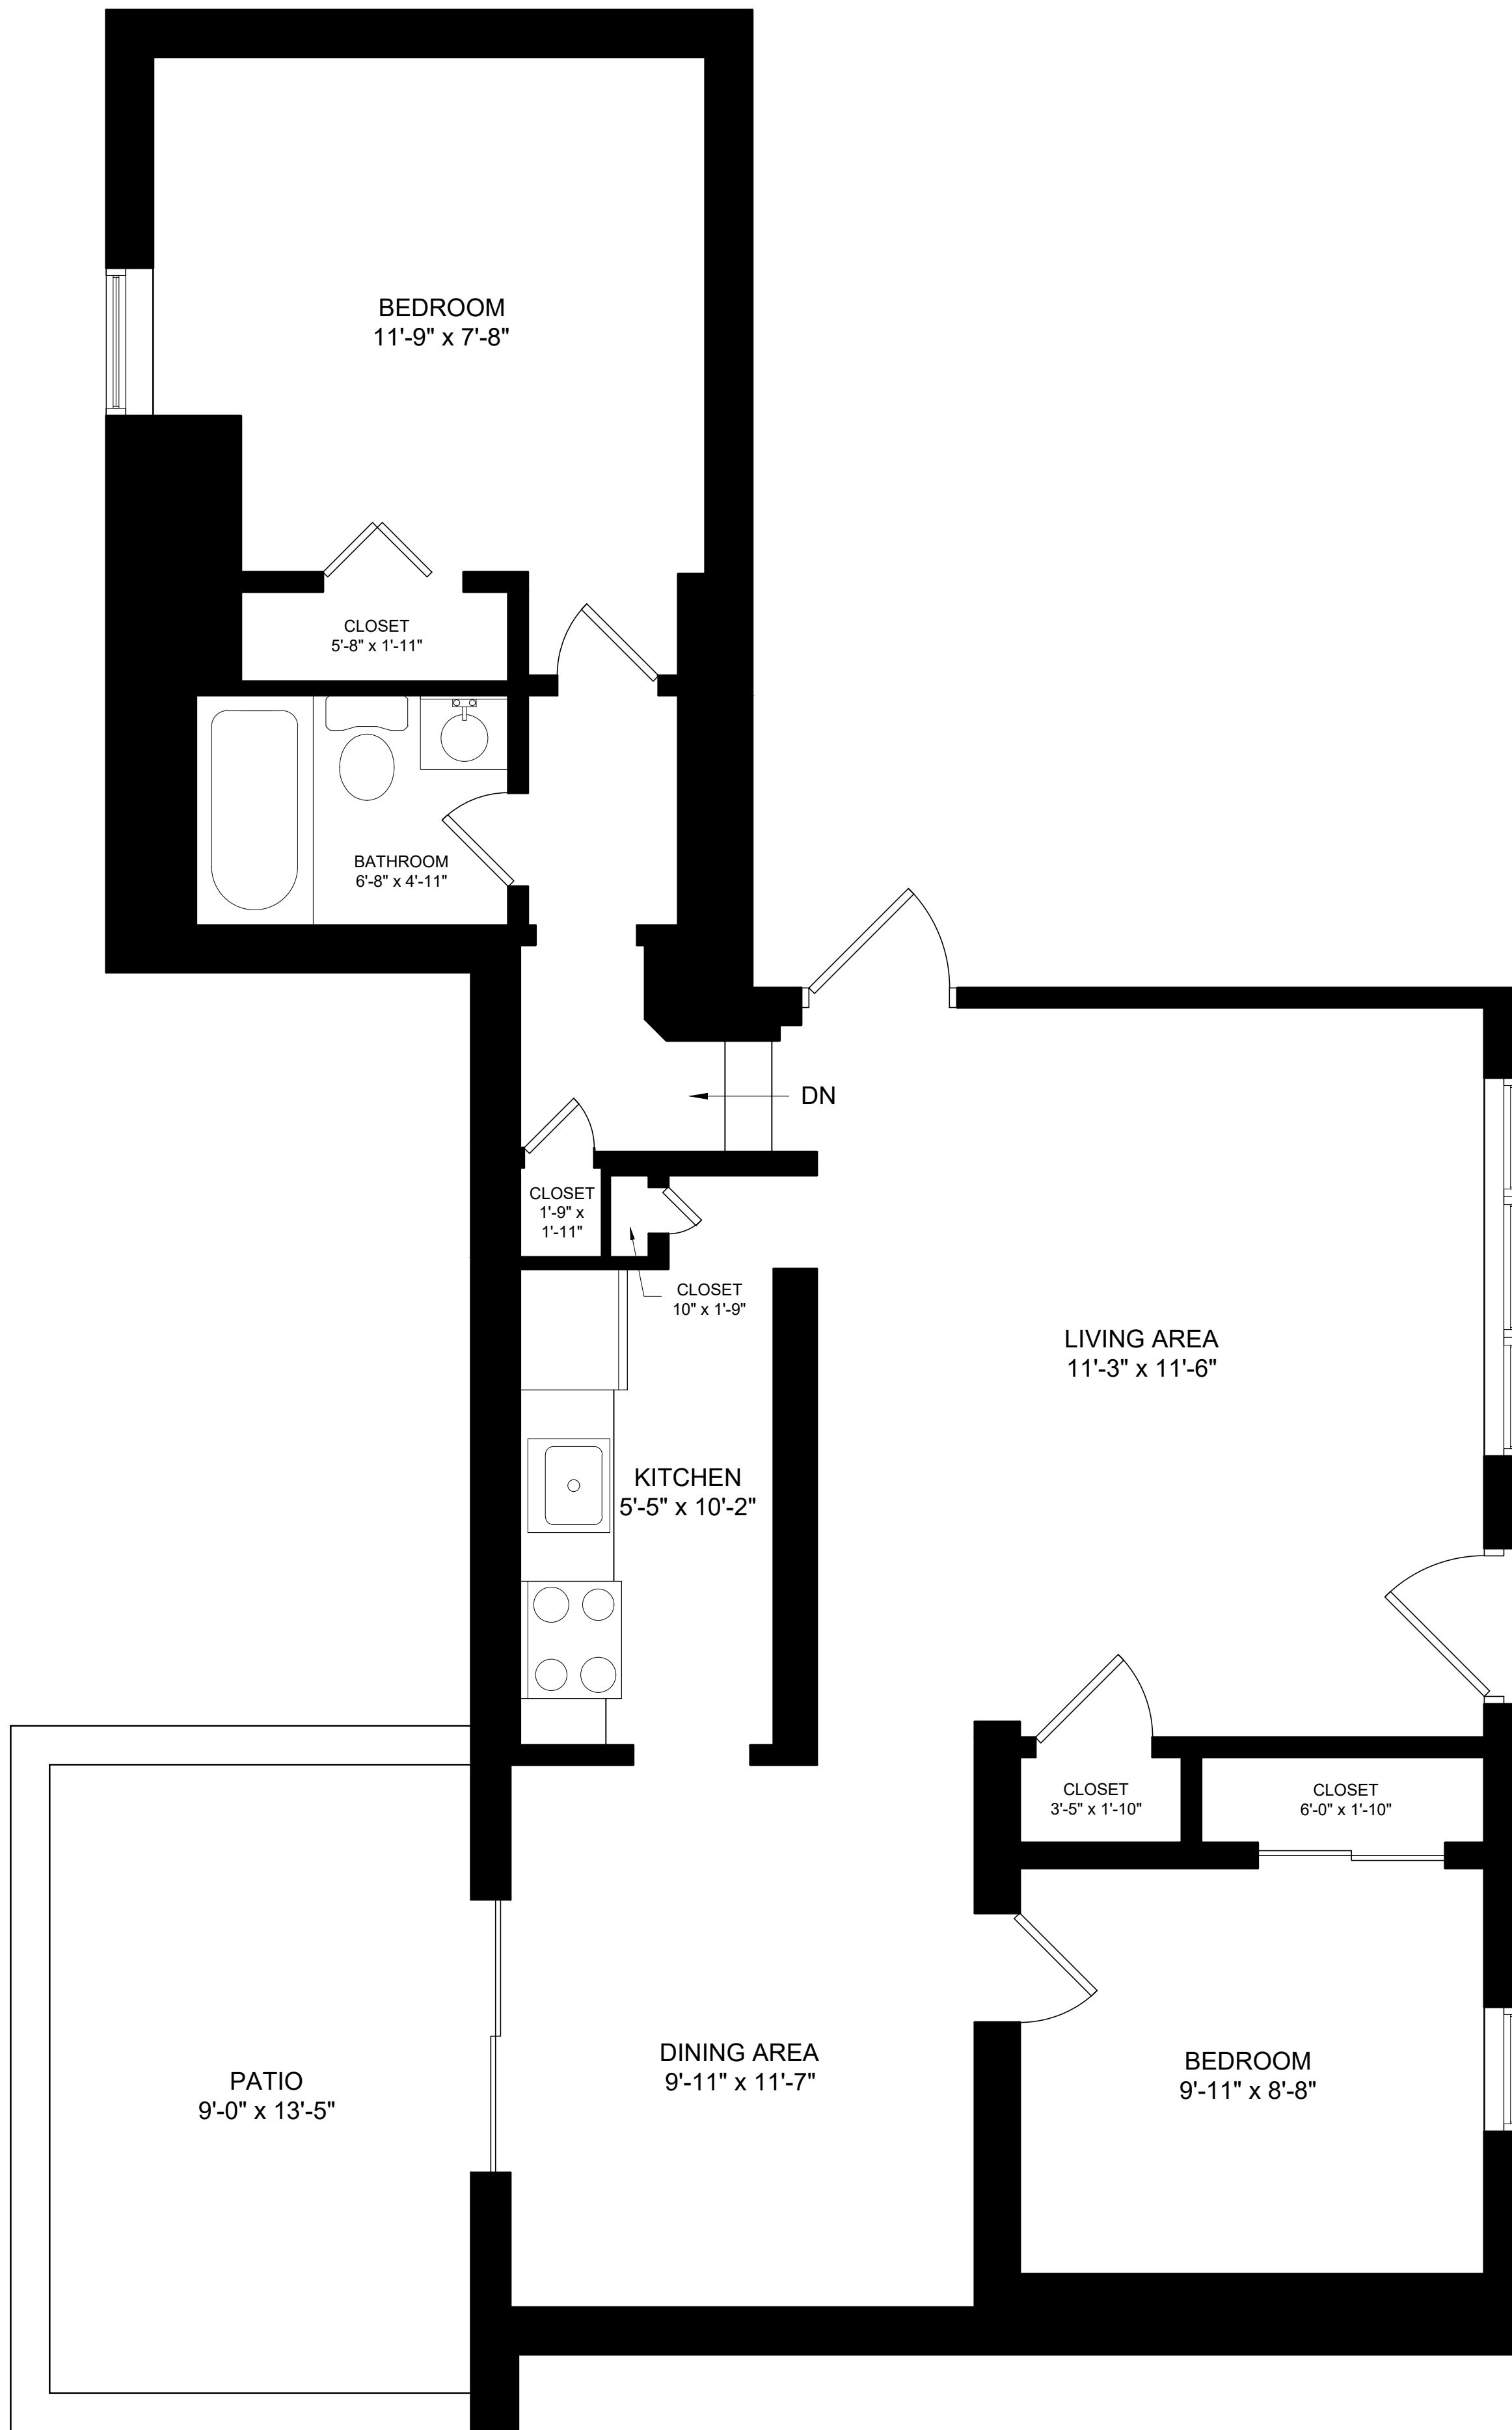 BEDROOM
11'-9" x 7'-8"
CLOSET
5'-8" x 1'-11"
BATHROOM
6'-8" x 4'-11"
DN
CLOSET
1'-9" x
1'-11"
CLOSET
10" x 1'-9"
LIVING AREA
11'-3" x 11'-6"
KITCHEN
5'-5" x 10'-2"
CLOSET
3'-5" x 1'-10"
CLOSET
6'-0" x 1'-10"
DINING AREA
9'-11" x 11'-7"
BEDROOM
9'-11" x 8'-8"
PATIO
9'-0" x 13'-5"